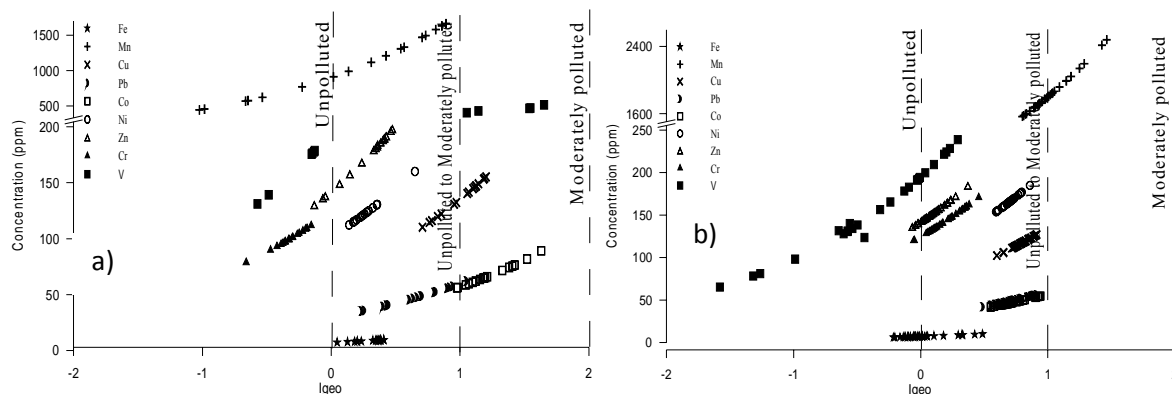 1500
1000
500
200
150
100
50
0
Concentration (ppm)
Fe
Mn
Cu
Pb
Co
Ni
Zn
Cr
V
a)
Unpolluted
Unpolluted to Moderately polluted
Moderately polluted
-2 -1 0 1 2
Igeo
2400
1600
250
200
150
100
50
0
Concentration (ppm)
Fe
Mn
Cu
Pb
Co
Ni
Zn
Cr
V
b)
Unpolluted
Unpolluted to Moderately polluted
Moderately polluted
-2 -1 0 1
Igeo